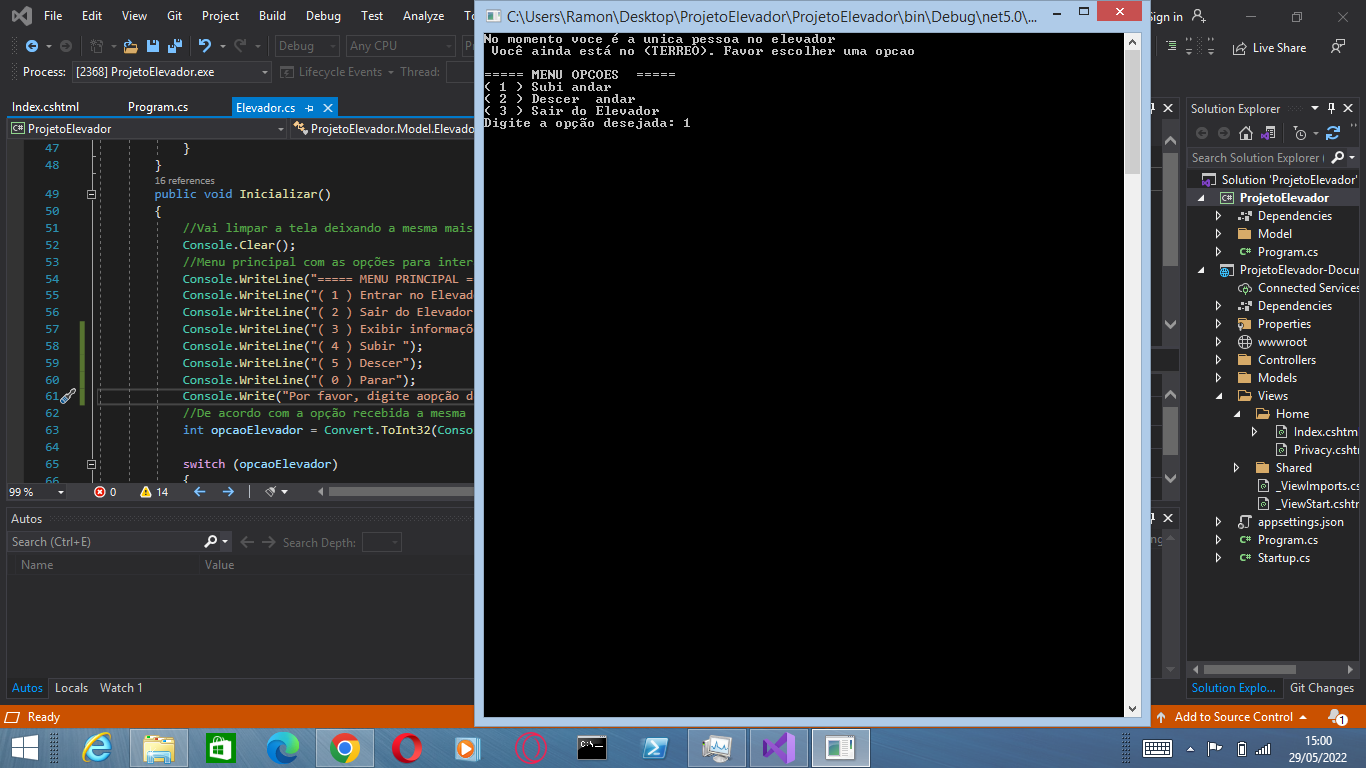 File Edit View Git Project Build Debug Test Analyze
C:\Users\Ramon\Desktop\ProjetoElevador\ProjetoElevador\bin\Debug\net5.0\...
ign in
Debug Any CPU
Live Share
Process: [2368] ProjetoElevador.exe Lifecycle Events Thread:
Index.cshtml Program.cs Elevador.cs
ProjetoElevador ProjetoElevador.Model.Elevado
47 }
48 }
16 references
49 public void Inicializar()
50 {
51 //Vai limpar a tela deixando a mesma mais
52 Console.Clear();
53 //Menu principal com as opções para inter
54 Console.WriteLine("===== MENU PRINCIPAL =
55 Console.WriteLine("( 1 ) Entrar no Elevad
56 Console.WriteLine("( 2 ) Sair do Elevador
57 Console.WriteLine("( 3 ) Exibir informaçõ
58 Console.WriteLine("( 4 ) Subir ");
59 Console.WriteLine("( 5 ) Descer");
60 Console.WriteLine("( 0 ) Parar");
61 Console.Write("Por favor, digite aopção d
62 //De acordo com a opção recebida a mesma
63 int opcaoElevador = Convert.ToInt32(Conso
64
65 switch (opcaoElevador)
66 {
99 % 0 14
Autos
Search (Ctrl+E) Search Depth:
Name Value
Autos Locals Watch 1
Ready
No momento voce é a unica pessoa no elevador
Você ainda está no (TERREO). Favor escolher uma opcao
===== MENU OPCOES =====
( 1 ) Subi andar
( 2 ) Descer andar
( 3 ) Sair do Elevador
Digite a opção desejada: 1
Solution Explorer
Search Solution Explorer (
Solution 'ProjetoElevador'
ProjetoElevador
Dependencies
Model
Program.cs
ProjetoElevador-Docu
Connected Services
Dependencies
Properties
wwwroot
Controllers
Models
Views
Home
Index.cshtm
Privacy.cshtr
Shared
_ViewImports.cs
_ViewStart.cshtr
appsettings.json
Program.cs
Startup.cs
Solution Explo... Git Changes
Add to Source Control 1
15:00
29/05/2022